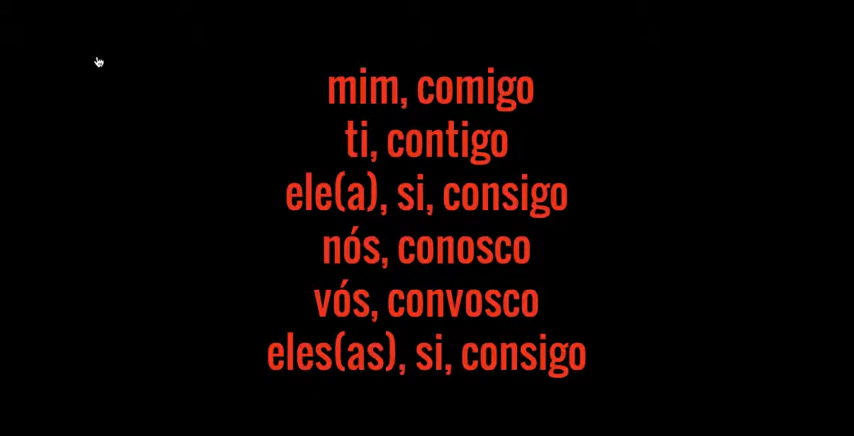 mim, comigo
ti, contigo
ele(a), si, consigo
nós, conosco
vós, convosco
eles(as), si, consigo